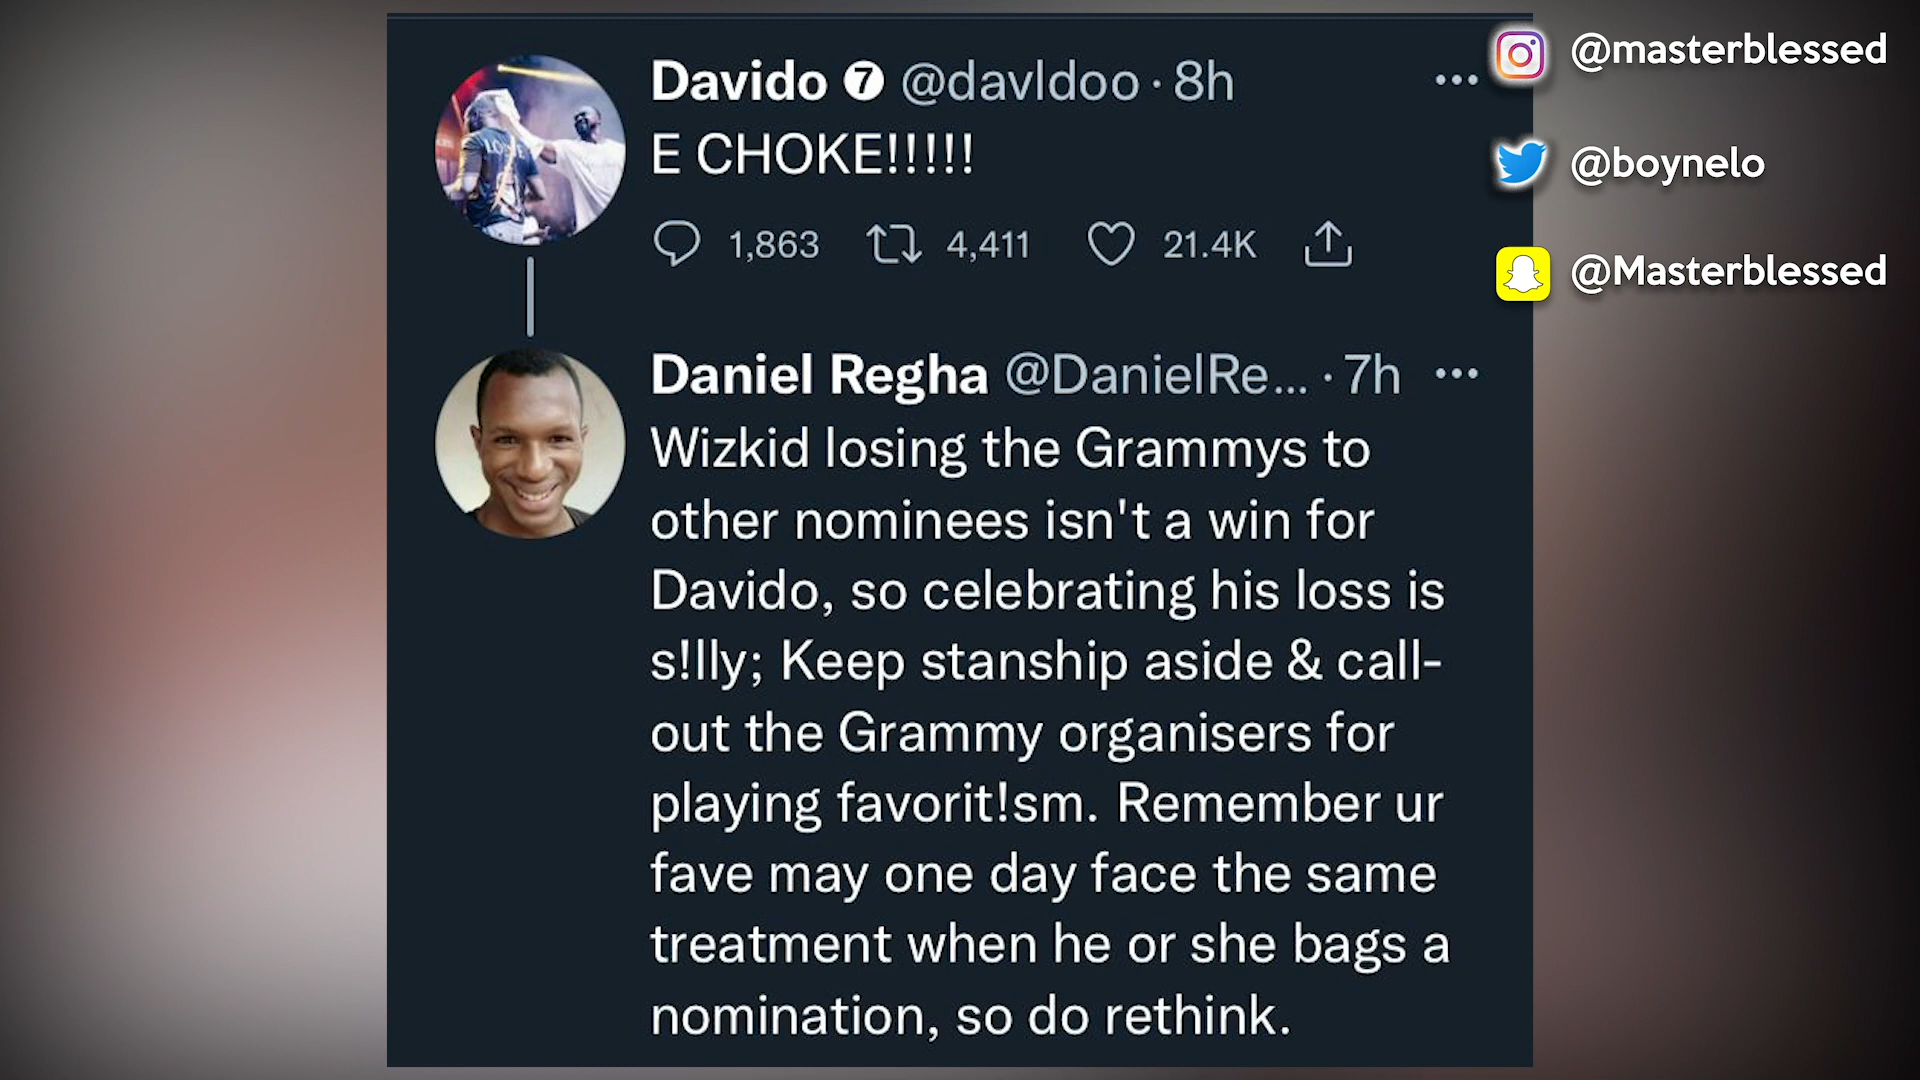 Davido 7 @davldoo · 8h
E CHOKE!!!!!
1,863 4,411 21.4K
Daniel Regha @DanielRe... · 7h
Wizkid losing the Grammys to
other nominees isn't a win for
Davido, so celebrating his loss is
s!lly; Keep stanship aside & call-
out the Grammy organisers for
playing favorit!sm. Remember ur
fave may one day face the same
treatment when he or she bags a
nomination, so do rethink.
@masterblessed
@boynelo
@Masterblessed